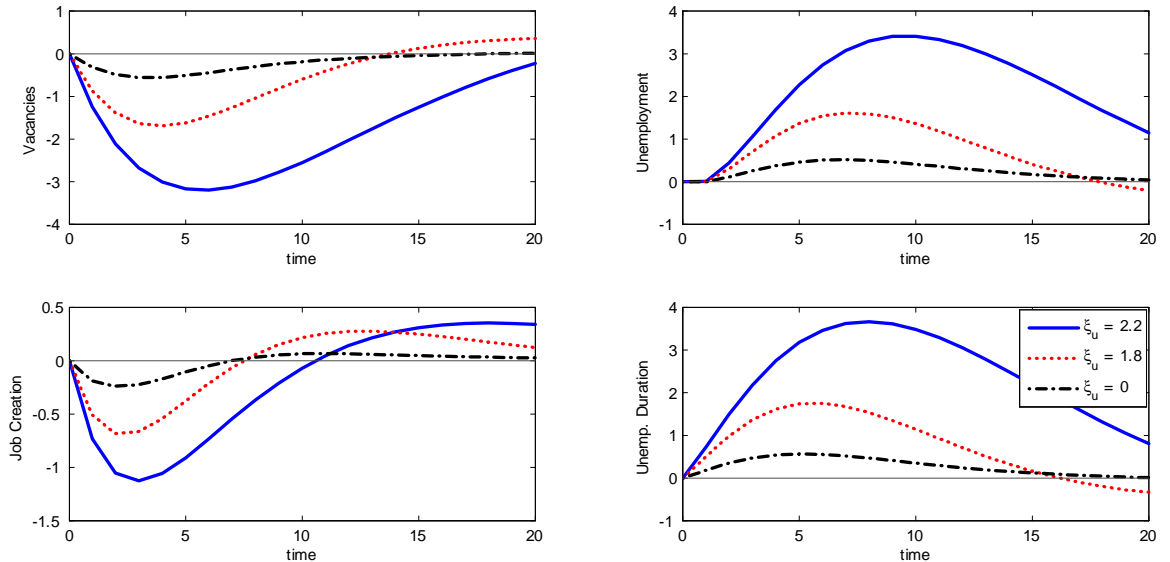 1
0
-1
-2
-3
-4
Vacancies
0 5 10 15 20
time
4
3
2
1
0
-1
Unemployment
0 5 10 15 20
time
0.5
0
-0.5
-1
-1.5
Job Creation
0 5 10 15 20
time
4
3
2
1
0
-1
Unemp. Duration
0 5 10 15 20
time
ξu = 2.2
ξu = 1.8
ξu = 0